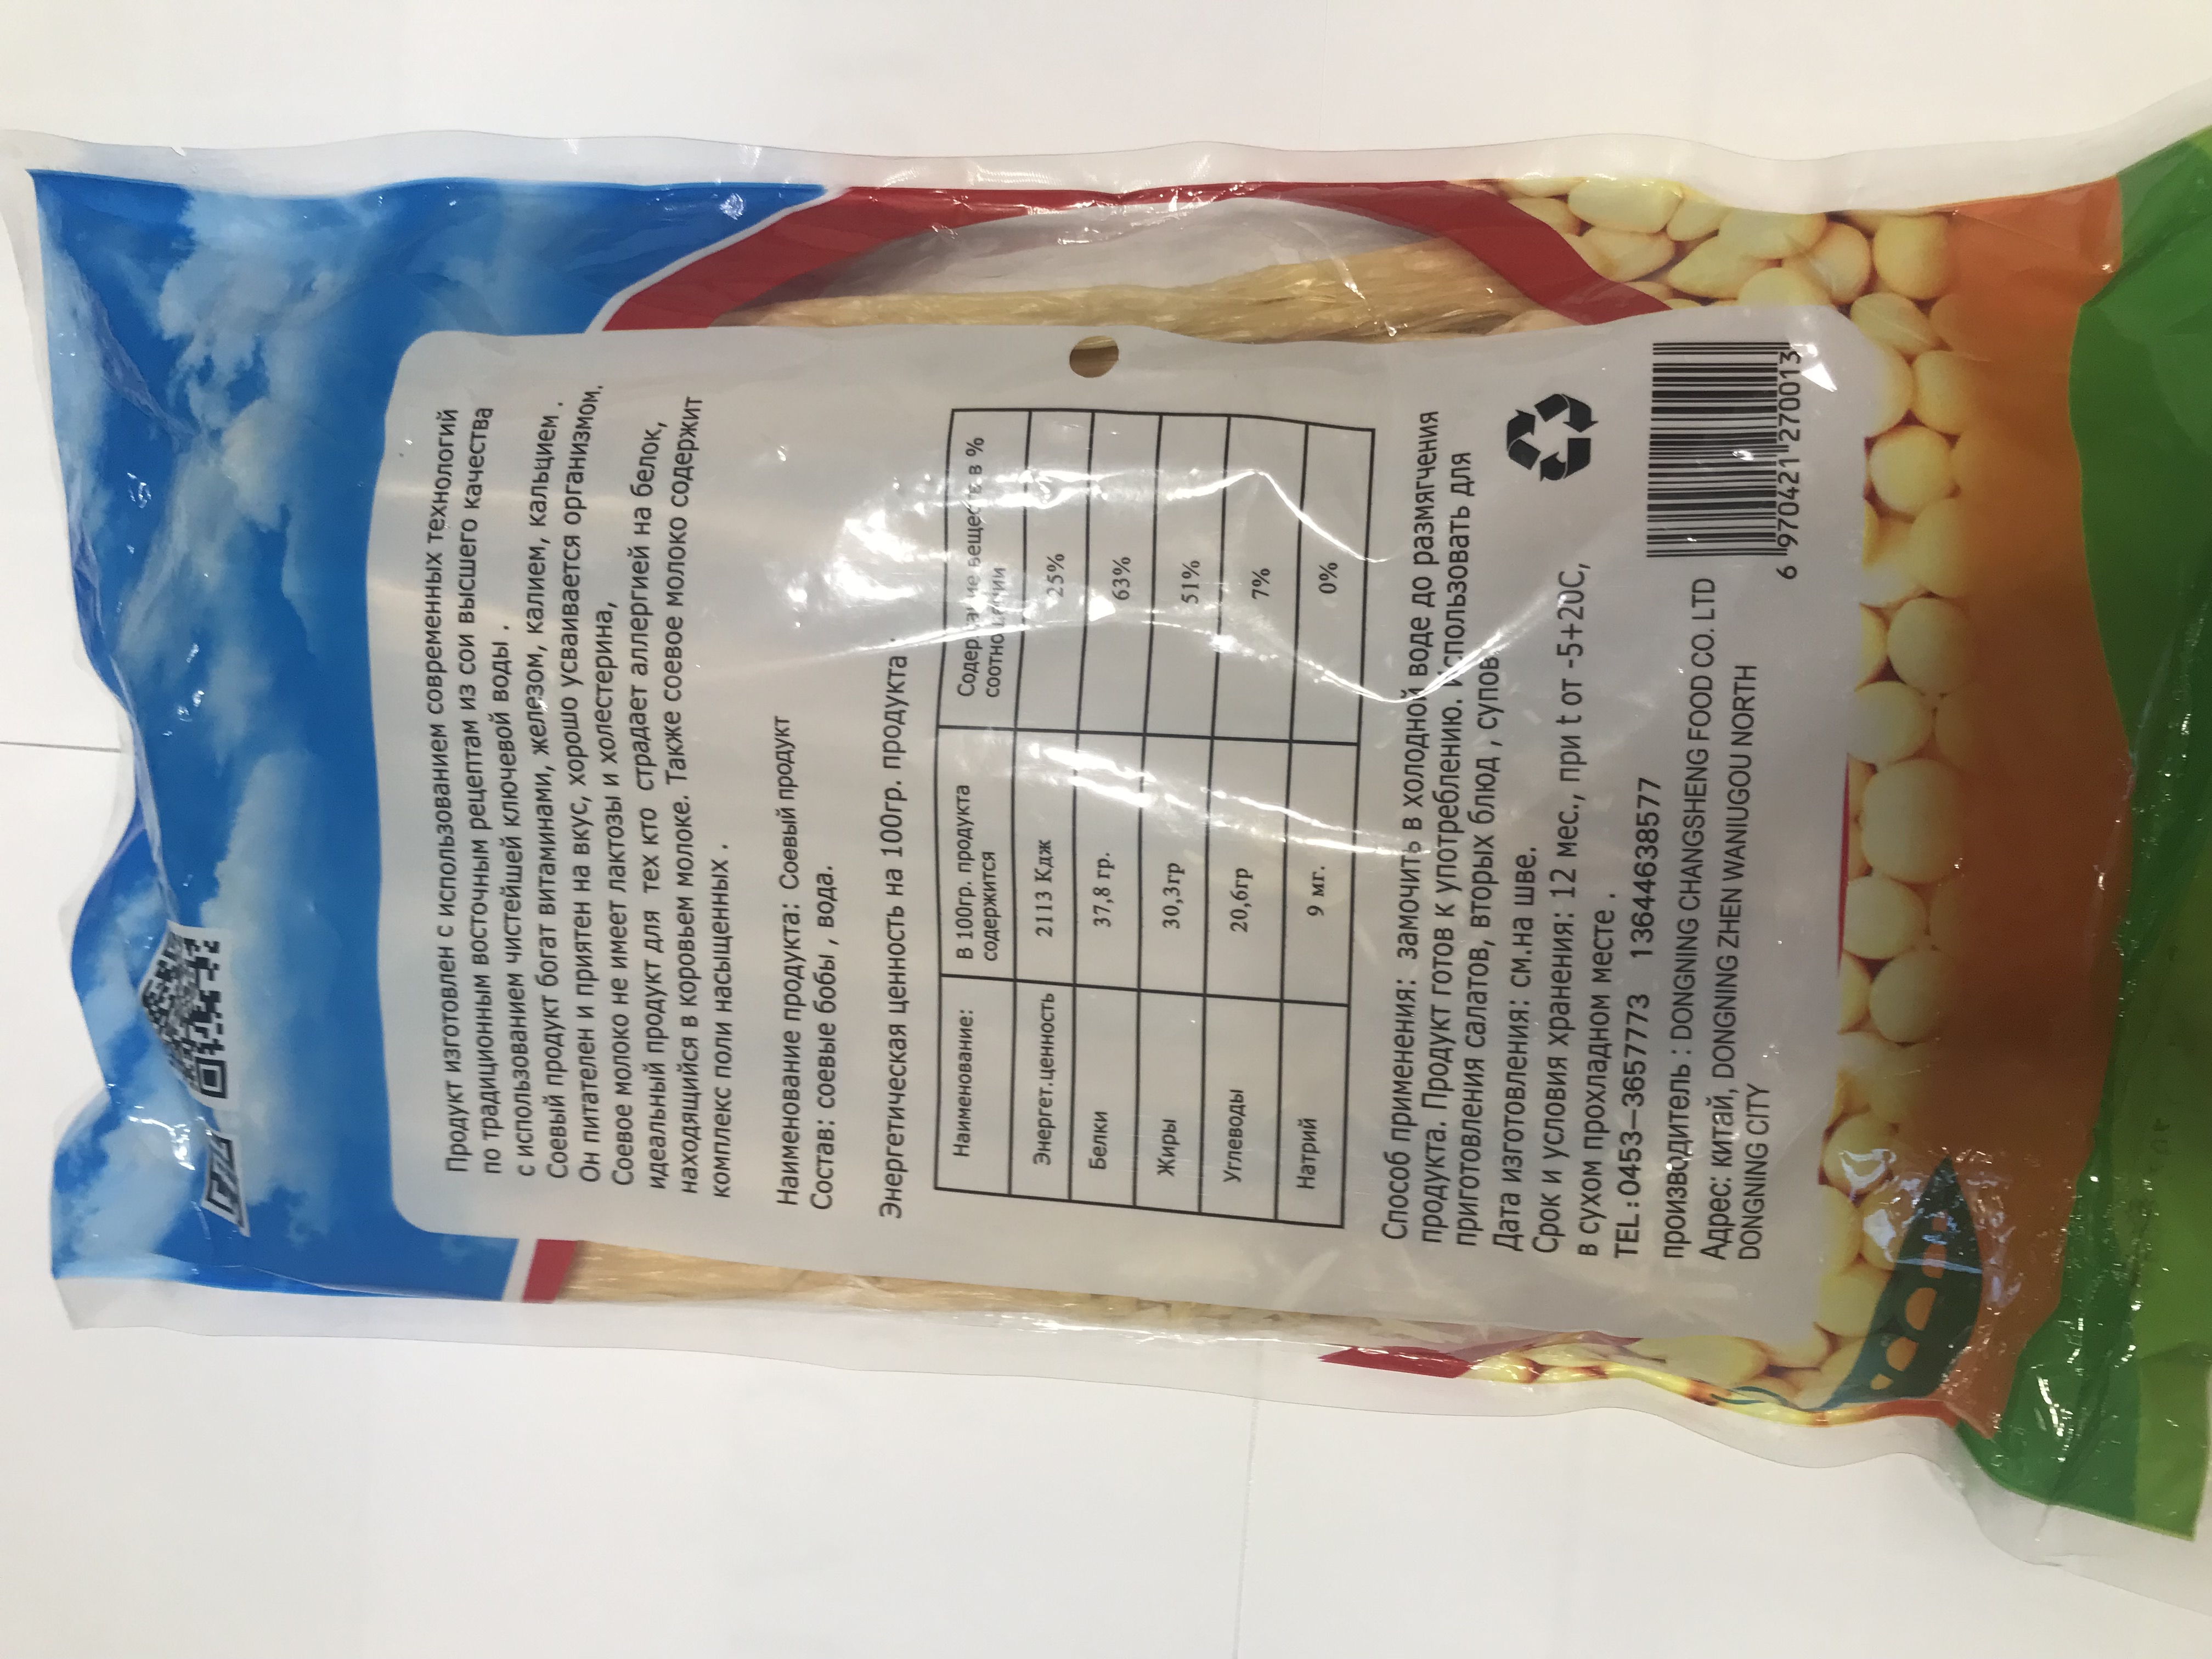 Продукт изготовлен с использованием современных технологий
по традиционным восточным рецептам из сои высшего качества
с использованием чистейшей ключевой воды .
Соевый продукт богат витаминами, железом, калием, кальцием .
Он питателен и приятен на вкус, хорошо усваивается организмом.
Соевое молоко не имеет лактозы и холестерина,
идеальный продукт для тех кто страдает аллергией на белок,
находящийся в коровьем молоке. Также соевое молоко содержит
комплекс поли насыщенных .
Наименование продукта: Соевый продукт
Состав: соевые бобы , вода.
Энергетическая ценность на 100гр. продукта .
Наименование: В 100гр. продукта содержится Содержание веществ в % соотношении
Энергет.ценность 2113 Кдж 25%
Белки 37,8 гр. 63%
Жиры 30,3гр 51%
Углеводы 20,6гр 7%
Натрий 9 мг. 0%
Способ применения: замочить в холодной воде до размягчения
продукта. Продукт готов к употреблению. Использовать для
приготовления салатов, вторых блюд , супов
Дата изготовления: см.на шве.
Срок и условия хранения: 12 мес., при t от -5+20С,
в сухом прохладном месте .
TEL:0453—3657773 13644638577
производитель : DONGNING CHANGSHENG FOOD CO. LTD
Адрес: китай, DONGNING ZHEN WANIUGOU NORTH
DONGNING CITY
6 970421 270013